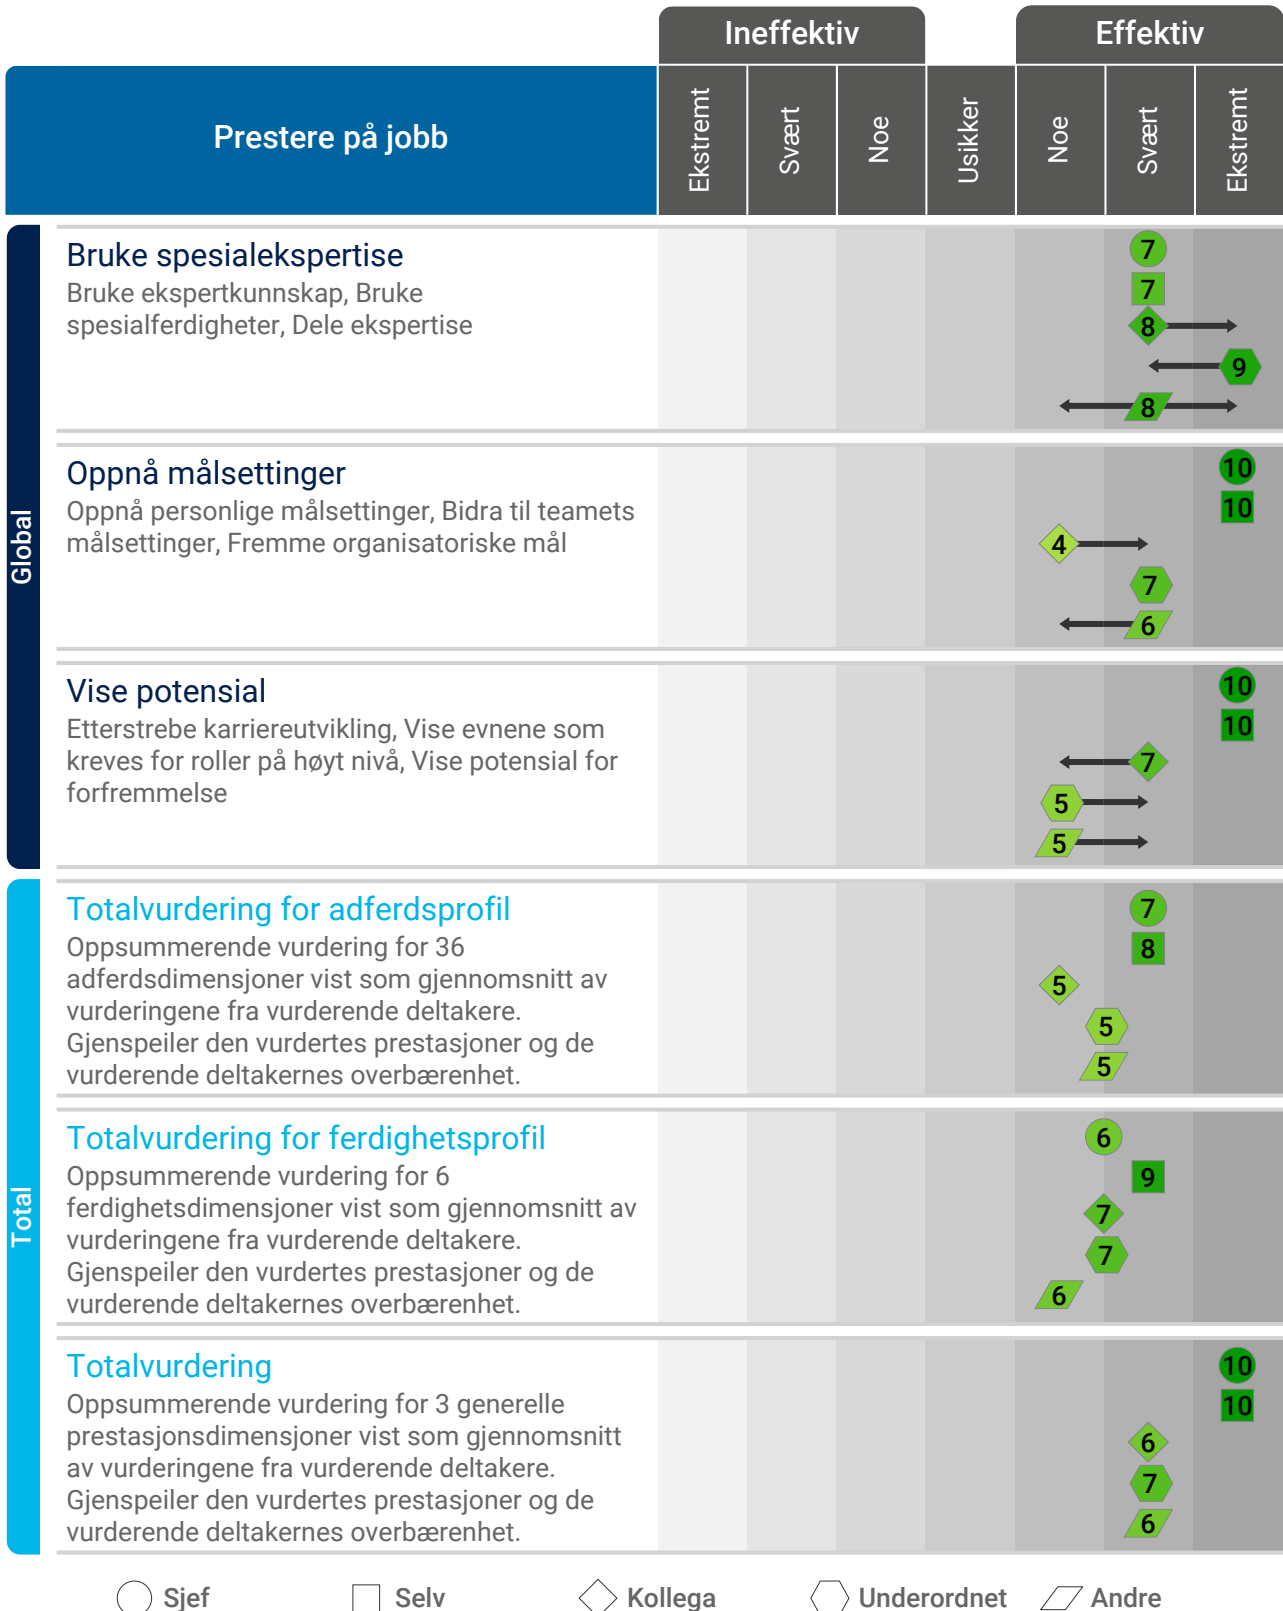 Ineffektiv
Effektiv
Prestere på jobb
Ekstremt
Svært
Noe
Usikker
Noe
Svært
Ekstremt
Global
Bruke spesialekspertise
Bruke ekspertkunnskap, Bruke
spesialferdigheter, Dele ekspertise
7
7
8
9
8
Oppnå målsettinger
Oppnå personlige målsettinger, Bidra til teamets
målsettinger, Fremme organisatoriske mål
10
10
4
7
6
Vise potensial
Etterstrebe karriereutvikling, Vise evnene som
kreves for roller på høyt nivå, Vise potensial for
forfremmelse
10
10
7
5
5
Total
Totalvurdering for adferdsprofil
Oppsummerende vurdering for 36
adferdsdimensjoner vist som gjennomsnitt av
vurderingene fra vurderende deltakere.
Gjenspeiler den vurdertes prestasjoner og de
vurderende deltakernes overbærenhet.
7
8
5
5
5
Totalvurdering for ferdighetsprofil
Oppsummerende vurdering for 6
ferdighetsdimensjoner vist som gjennomsnitt av
vurderingene fra vurderende deltakere.
Gjenspeiler den vurdertes prestasjoner og de
vurderende deltakernes overbærenhet.
6
9
7
7
6
Totalvurdering
Oppsummerende vurdering for 3 generelle
prestasjonsdimensjoner vist som gjennomsnitt
av vurderingene fra vurderende deltakere.
Gjenspeiler den vurdertes prestasjoner og de
vurderende deltakernes overbærenhet.
10
10
6
7
6
Sjef
Selv
Kollega
Underordnet
Andre